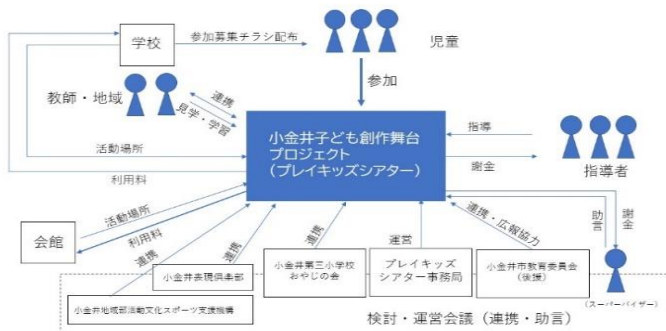 学校
参加募集チラシ配布
児童
教師・地域
連携
見学・学習
参加
小金井子ども創作舞台
プロジェクト
(プレイキッズシアター)
指導
謝金
指導者
活動場所
利用料
会館
活動場所
利用料
連携
連携
連携
運営
連携・広報協力
助言
謝金
小金井表現倶楽部
小金井第三小学校
おやじの会
プレイキッズ
シアター事務局
小金井市教育委員会
(後援)
(スーパーバイザー)
小金井地域部活動文化スポーツ支援機構
検討・運営会議(連携・助言)